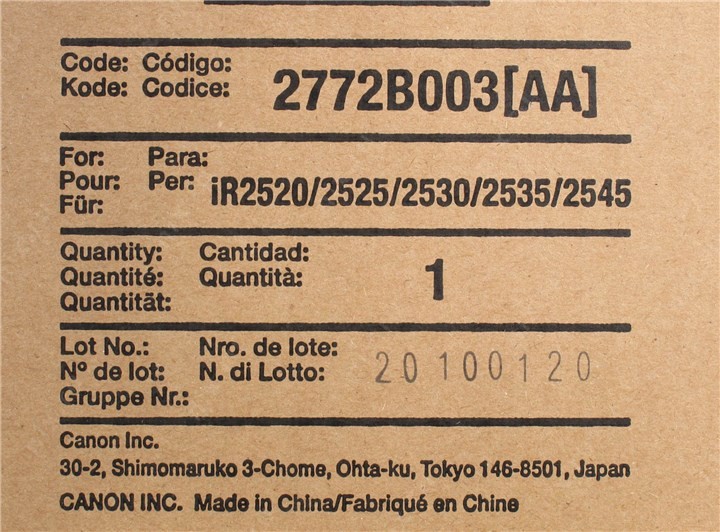 Code: Código:
Kode: Codice: 2772B003[AA]
For: Para:
Pour: Per: iR2520/2525/2530/2535/2545
Für:
Quantity: Cantidad:
Quantité: Quantità: 1
Quantität:
Lot No.: Nro. de lote:
Nº de lot: N. di Lotto: 20100120
Gruppe Nr.:
Canon Inc.
30-2, Shimomaruko 3-Chome, Ohta-ku, Tokyo 146-8501, Japan
CANON INC. Made in China/Fabriqué en Chine